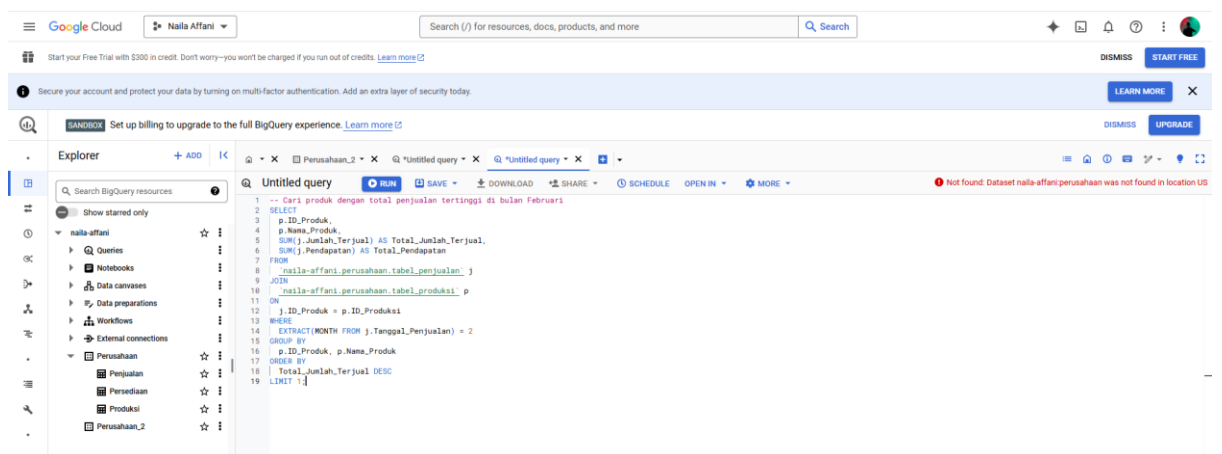 Google Cloud
Naila Affani
Search (/) for resources, docs, products, and more
Search
Start your Free Trial with $300 in credit. Don't worry—you won't be charged if you run out of credits. Learn more
DISMISS
START FREE
Secure your account and protect your data by turning on multi-factor authentication. Add an extra layer of security today.
LEARN MORE
SANDBOX Set up billing to upgrade to the full BigQuery experience. Learn more
DISMISS
UPGRADE
Explorer
+ ADD
Perusahaan_2
*Untitled query
*Untitled query
Search BigQuery resources
Show starred only
naila-affani
Queries
Notebooks
Data canvases
Data preparations
Workflows
External connections
Perusahaan
Penjualan
Persediaan
Produksi
Perusahaan_2
Untitled query
RUN
SAVE
DOWNLOAD
SHARE
SCHEDULE
OPEN IN
MORE
Not found: Dataset naila-affani:perusahaan was not found in location US
1 -- Cari produk dengan total penjualan tertinggi di bulan Februari
2 SELECT
3 p.ID_Produk,
4 p.Nama_Produk,
5 SUM(j.Jumlah_Terjual) AS Total_Jumlah_Terjual,
6 SUM(j.Pendapatan) AS Total_Pendapatan
7 FROM
8 `naila-affani.perusahaan.tabel_penjualan` j
9 JOIN
10 `naila-affani.perusahaan.tabel_produksi` p
11 ON
12 j.ID_Produk = p.ID_Produksi
13 WHERE
14 EXTRACT(MONTH FROM j.Tanggal_Penjualan) = 2
15 GROUP BY
16 p.ID_Produk, p.Nama_Produk
17 ORDER BY
18 Total_Jumlah_Terjual DESC
19 LIMIT 1;